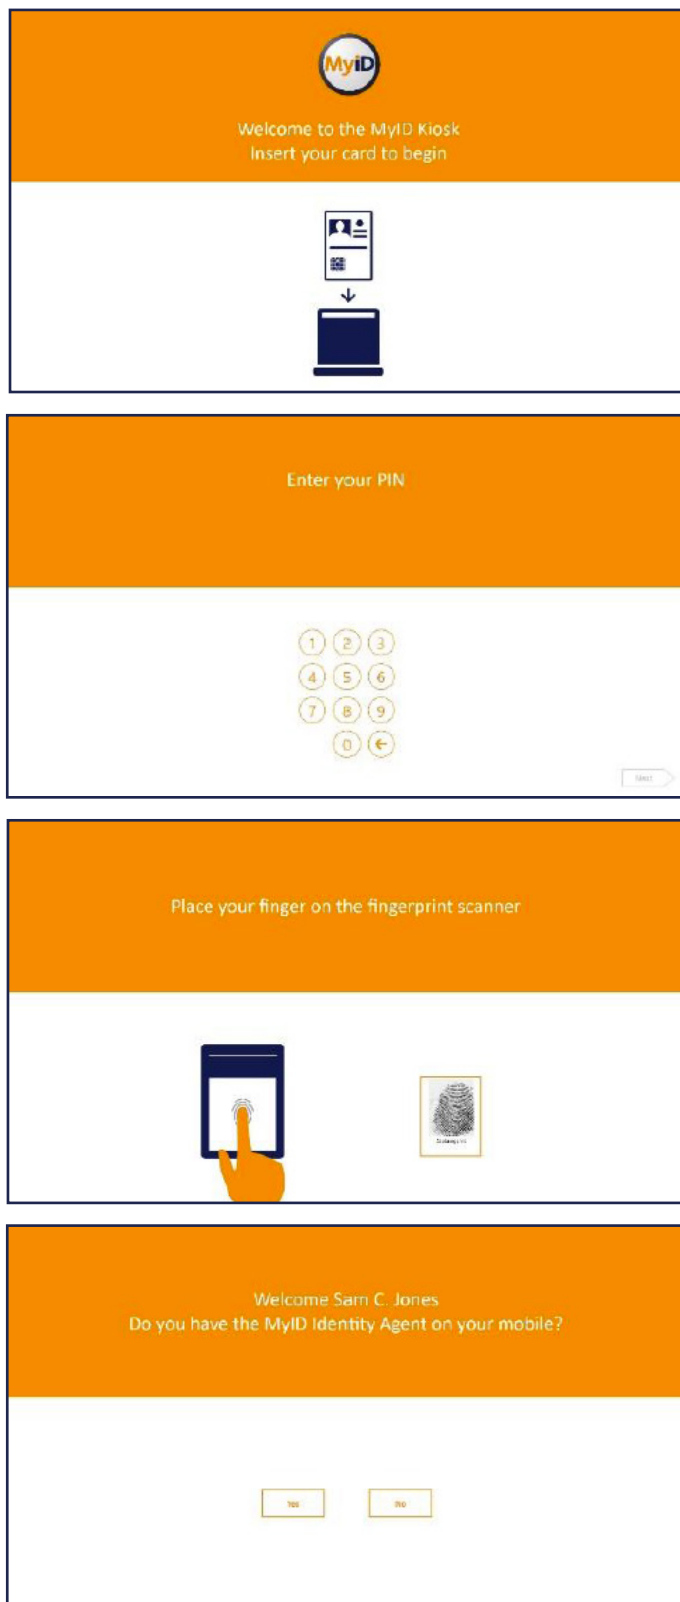 MyiD
Welcome to the MyID Kiosk
Insert your card to begin
Enter your PIN
1 2 3
4 5 6
7 8 9
0 ←
Next
Place your finger on the fingerprint scanner
Welcome Sam C. Jones
Do you have the MyID Identity Agent on your mobile?
Yes No